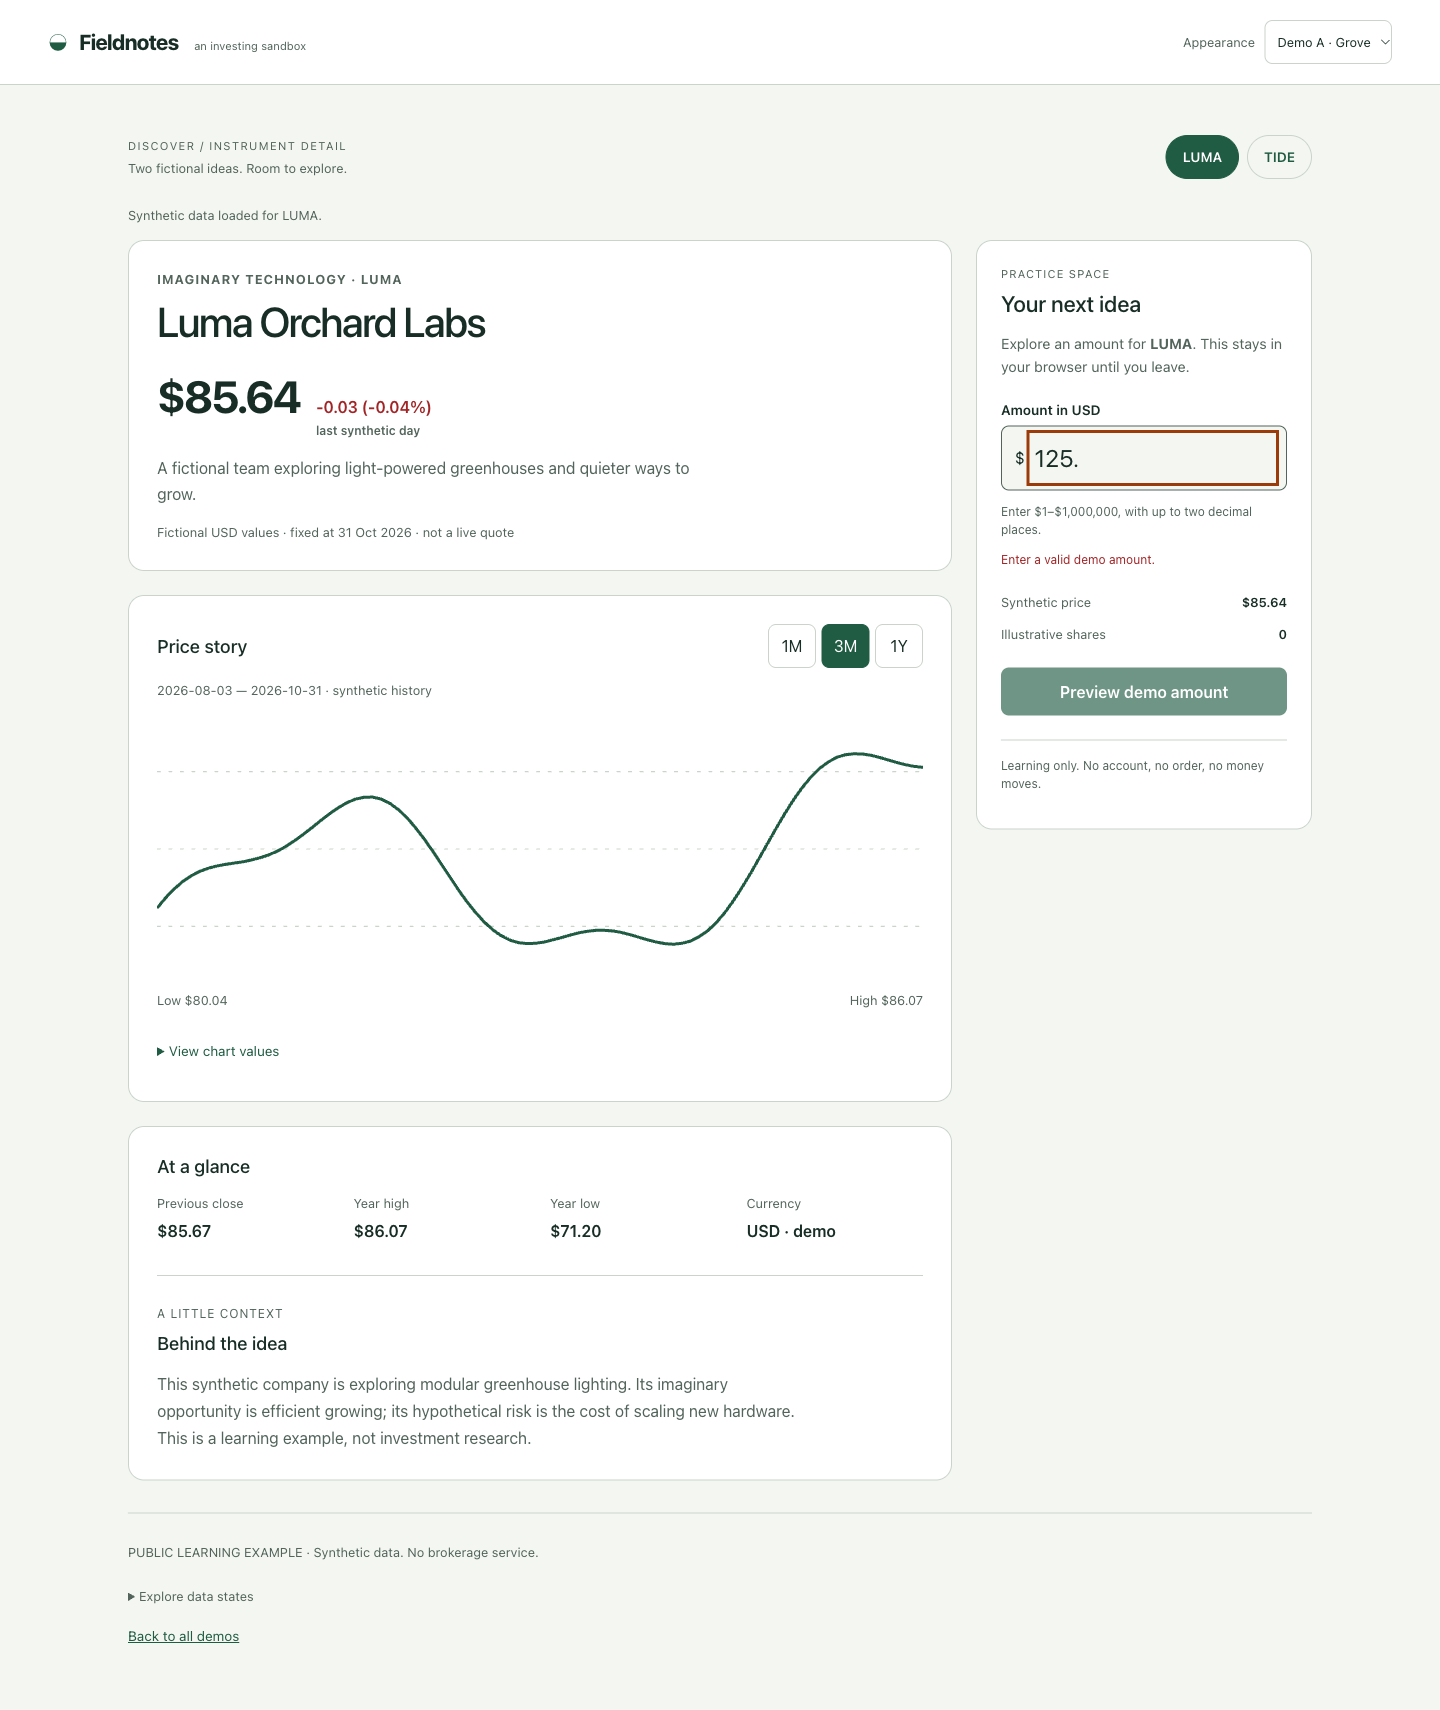 Fieldnotes an investing sandbox
Appearance
Demo A · Grove
DISCOVER / INSTRUMENT DETAIL
Two fictional ideas. Room to explore.
LUMA
TIDE
Synthetic data loaded for LUMA.
IMAGINARY TECHNOLOGY · LUMA
Luma Orchard Labs
$85.64
-0.03 (-0.04%)
last synthetic day
A fictional team exploring light-powered greenhouses and quieter ways to
grow.
Fictional USD values · fixed at 31 Oct 2026 · not a live quote
PRACTICE SPACE
Your next idea
Explore an amount for LUMA. This stays in
your browser until you leave.
Amount in USD
$ 125.
Enter $1–$1,000,000, with up to two decimal
places.
Enter a valid demo amount.
Synthetic price $85.64
Illustrative shares 0
Preview demo amount
Learning only. No account, no order, no money
moves.
Price story
1M
3M
1Y
2026-08-03 — 2026-10-31 · synthetic history
Low $80.04
High $86.07
View chart values
At a glance
Previous close
$85.67
Year high
$86.07
Year low
$71.20
Currency
USD · demo
A LITTLE CONTEXT
Behind the idea
This synthetic company is exploring modular greenhouse lighting. Its imaginary
opportunity is efficient growing; its hypothetical risk is the cost of scaling new hardware.
This is a learning example, not investment research.
PUBLIC LEARNING EXAMPLE · Synthetic data. No brokerage service.
Explore data states
Back to all demos